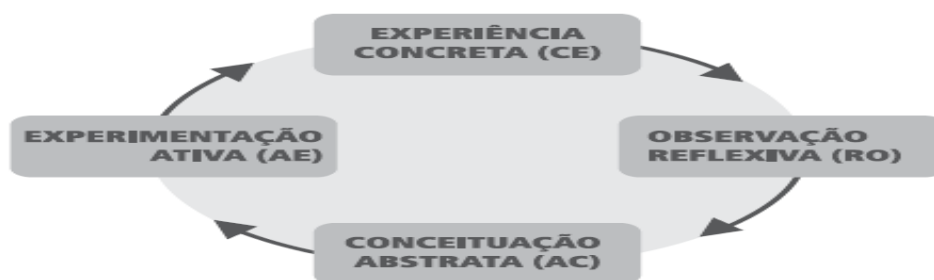 EXPERIÊNCIA
CONCRETA (CE)
EXPERIMENTAÇÃO
ATIVA (AE)
OBSERVAÇÃO
REFLEXIVA (RO)
CONCEITUAÇÃO
ABSTRATA (AC)